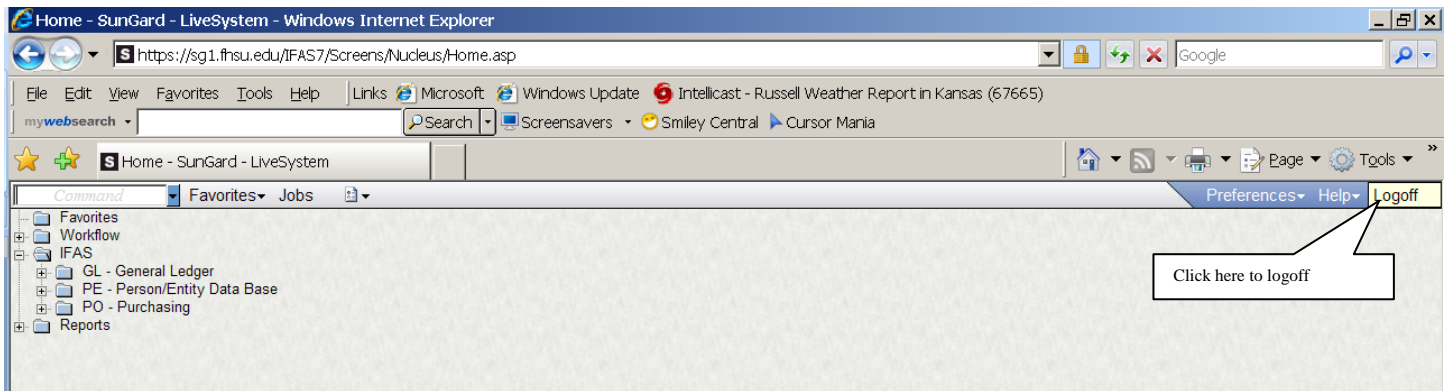 Home - SunGard - LiveSystem - Windows Internet Explorer
https://sg1.fhsu.edu/IFAS7/Screens/Nucleus/Home.asp Google
File Edit View Favorites Tools Help Links Microsoft Windows Update Intellicast - Russell Weather Report in Kansas (67665)
mywebsearch Search Screensavers Smiley Central Cursor Mania
S Home - SunGard - LiveSystem Page Tools »
Command Favorites Jobs Preferences Help Logoff
Favorites
Workflow
IFAS
GL - General Ledger
PE - Person/Entity Data Base
PO - Purchasing
Reports
Click here to logoff